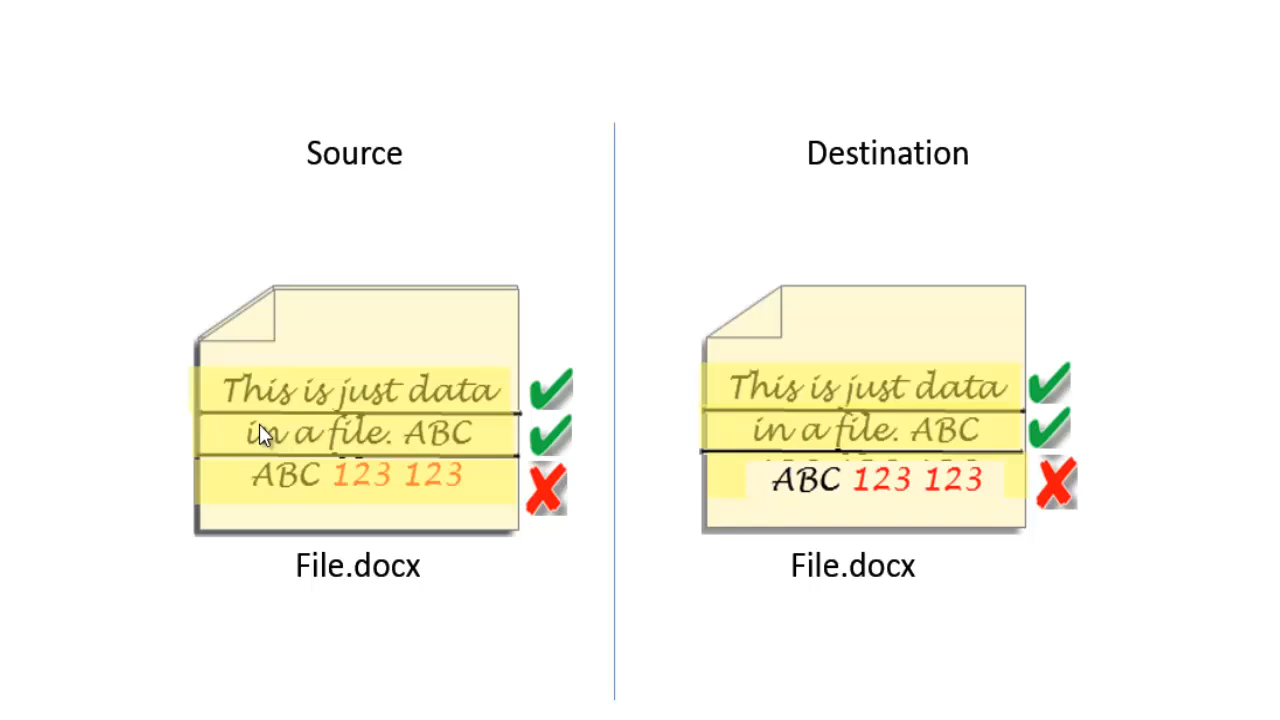 Source
Destination
This is just data
in a file. ABC
ABC 123 123
File.docx
This is just data
in a file. ABC
ABC 123 123
File.docx